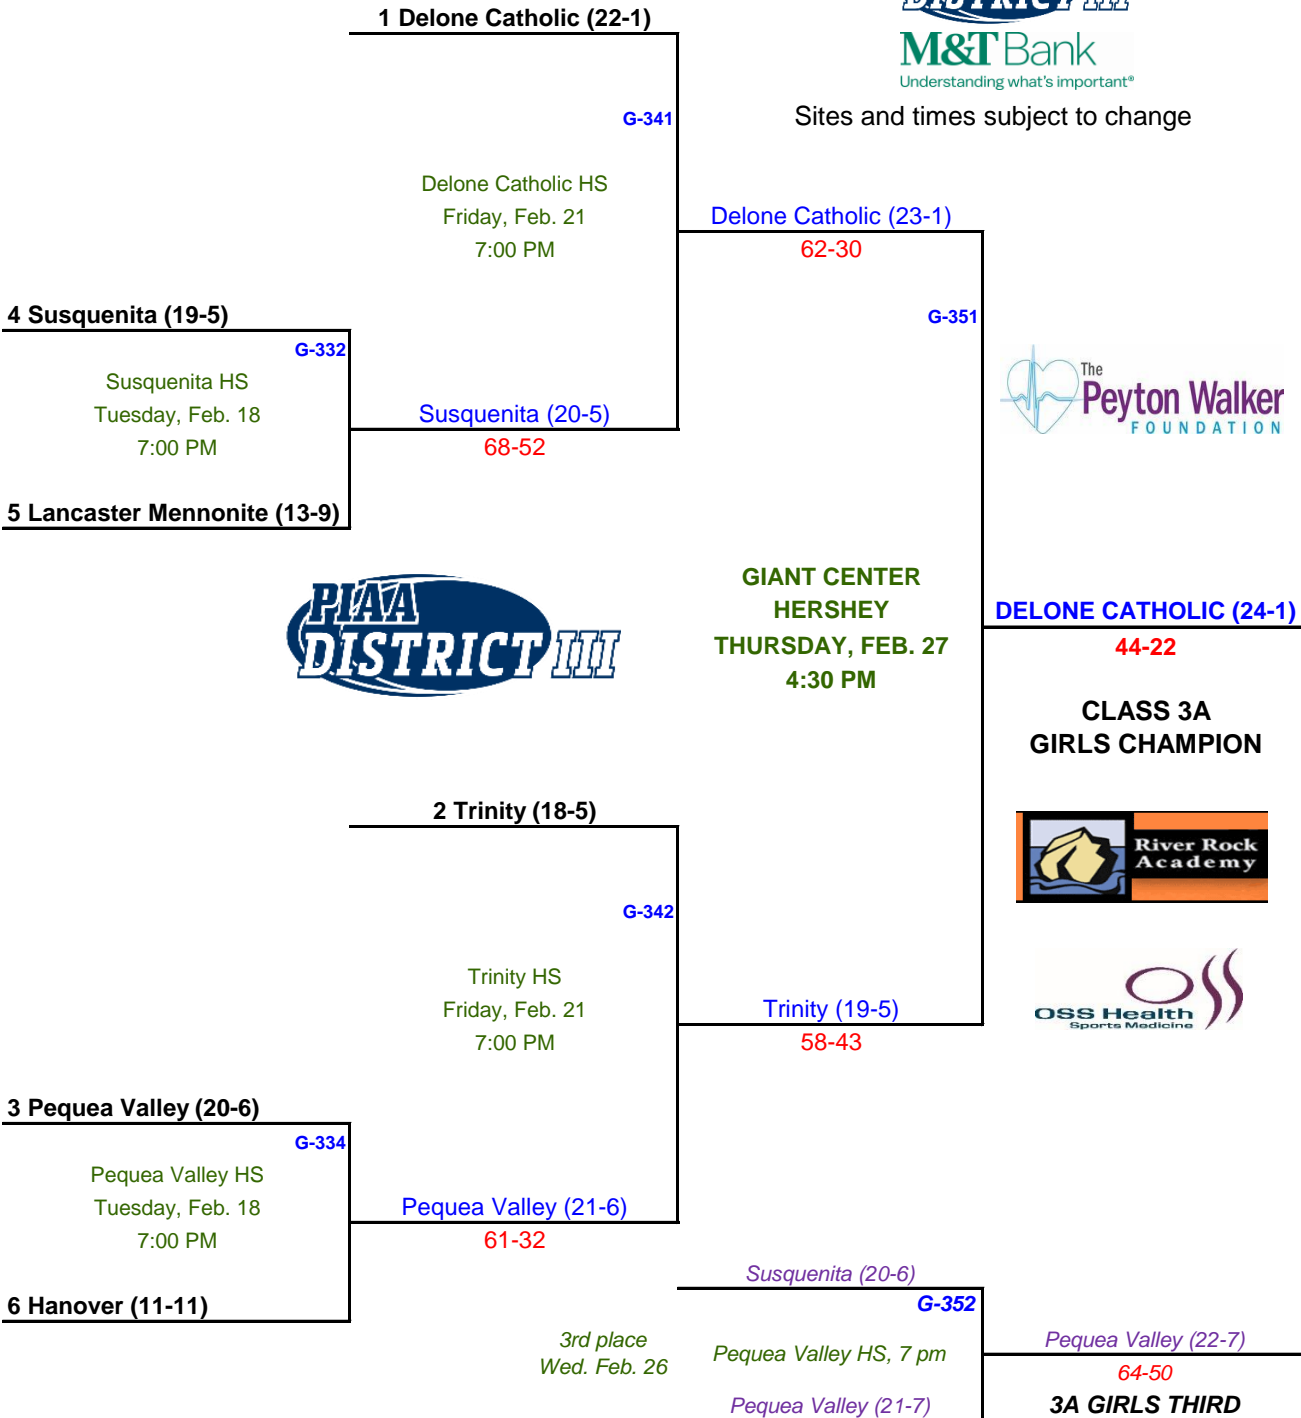 DISTRICT III
1 Delone Catholic (22-1)
M&T Bank
Understanding what's important®
G-341
Sites and times subject to change
Delone Catholic HS
Friday, Feb. 21
7:00 PM
Delone Catholic (23-1)
62-30
4 Susquenita (19-5)
G-332
G-351
Susquenita HS
Tuesday, Feb. 18
7:00 PM
Susquenita (20-5)
68-52
The
Peyton Walker
FOUNDATION
5 Lancaster Mennonite (13-9)
PIAA
DISTRICT III
GIANT CENTER
HERSHEY
THURSDAY, FEB. 27
4:30 PM
DELONE CATHOLIC (24-1)
44-22
CLASS 3A
GIRLS CHAMPION
2 Trinity (18-5)
River Rock
Academy
G-342
Trinity HS
Friday, Feb. 21
7:00 PM
Trinity (19-5)
58-43
OSS
OSS Health
Sports Medicine
3 Pequea Valley (20-6)
G-334
Pequea Valley HS
Tuesday, Feb. 18
7:00 PM
Pequea Valley (21-6)
61-32
6 Hanover (11-11)
Susquenita (20-6)
G-352
3rd place
Wed. Feb. 26
Pequea Valley HS, 7 pm
Pequea Valley (22-7)
64-50
Pequea Valley (21-7)
3A GIRLS THIRD